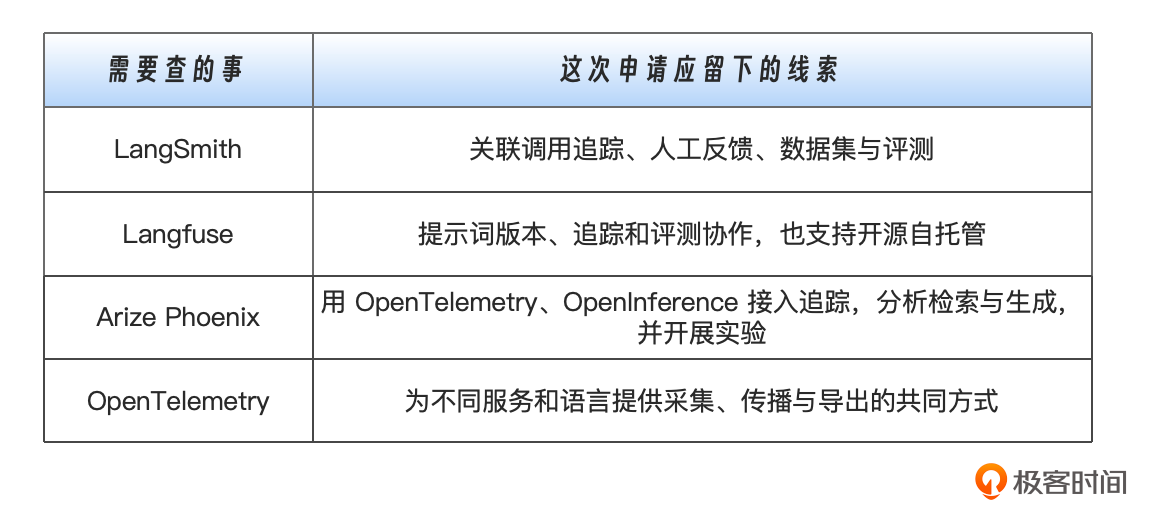 需要查的事
这次申请应留下的线索
LangSmith
关联调用追踪、人工反馈、数据集与评测
Langfuse
提示词版本、追踪和评测协作，也支持开源自托管
Arize Phoenix
用 OpenTelemetry、OpenInference 接入追踪，分析检索与生成，
并开展实验
OpenTelemetry
为不同服务和语言提供采集、传播与导出的共同方式
极客时间